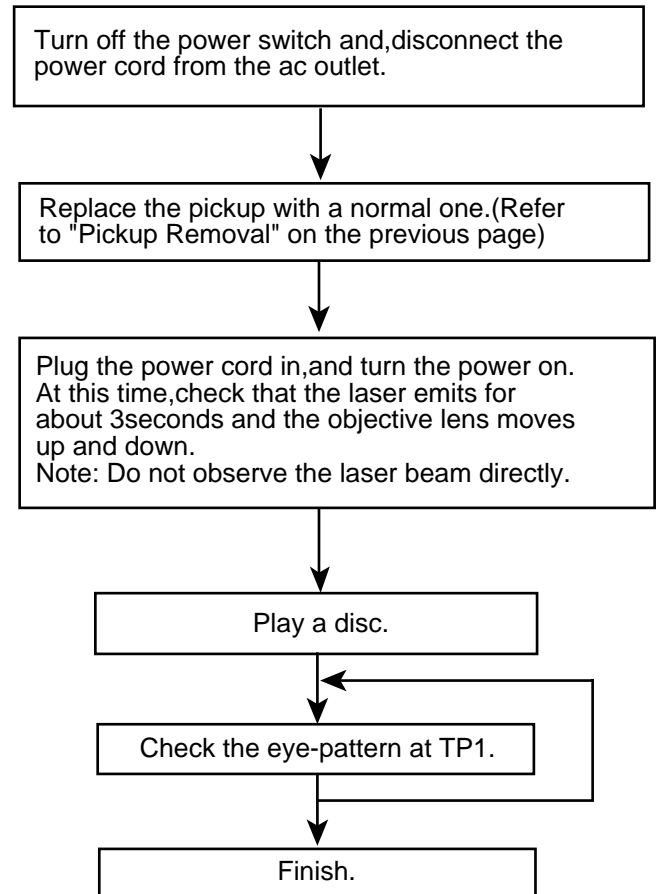 Turn off the power switch and,disconnect the
power cord from the ac outlet.
Replace the pickup with a normal one.(Refer
to "Pickup Removal" on the previous page)
Plug the power cord in,and turn the power on.
At this time,check that the laser emits for
about 3seconds and the objective lens moves
up and down.
Note: Do not observe the laser beam directly.
Play a disc.
Check the eye-pattern at TP1.
Finish.